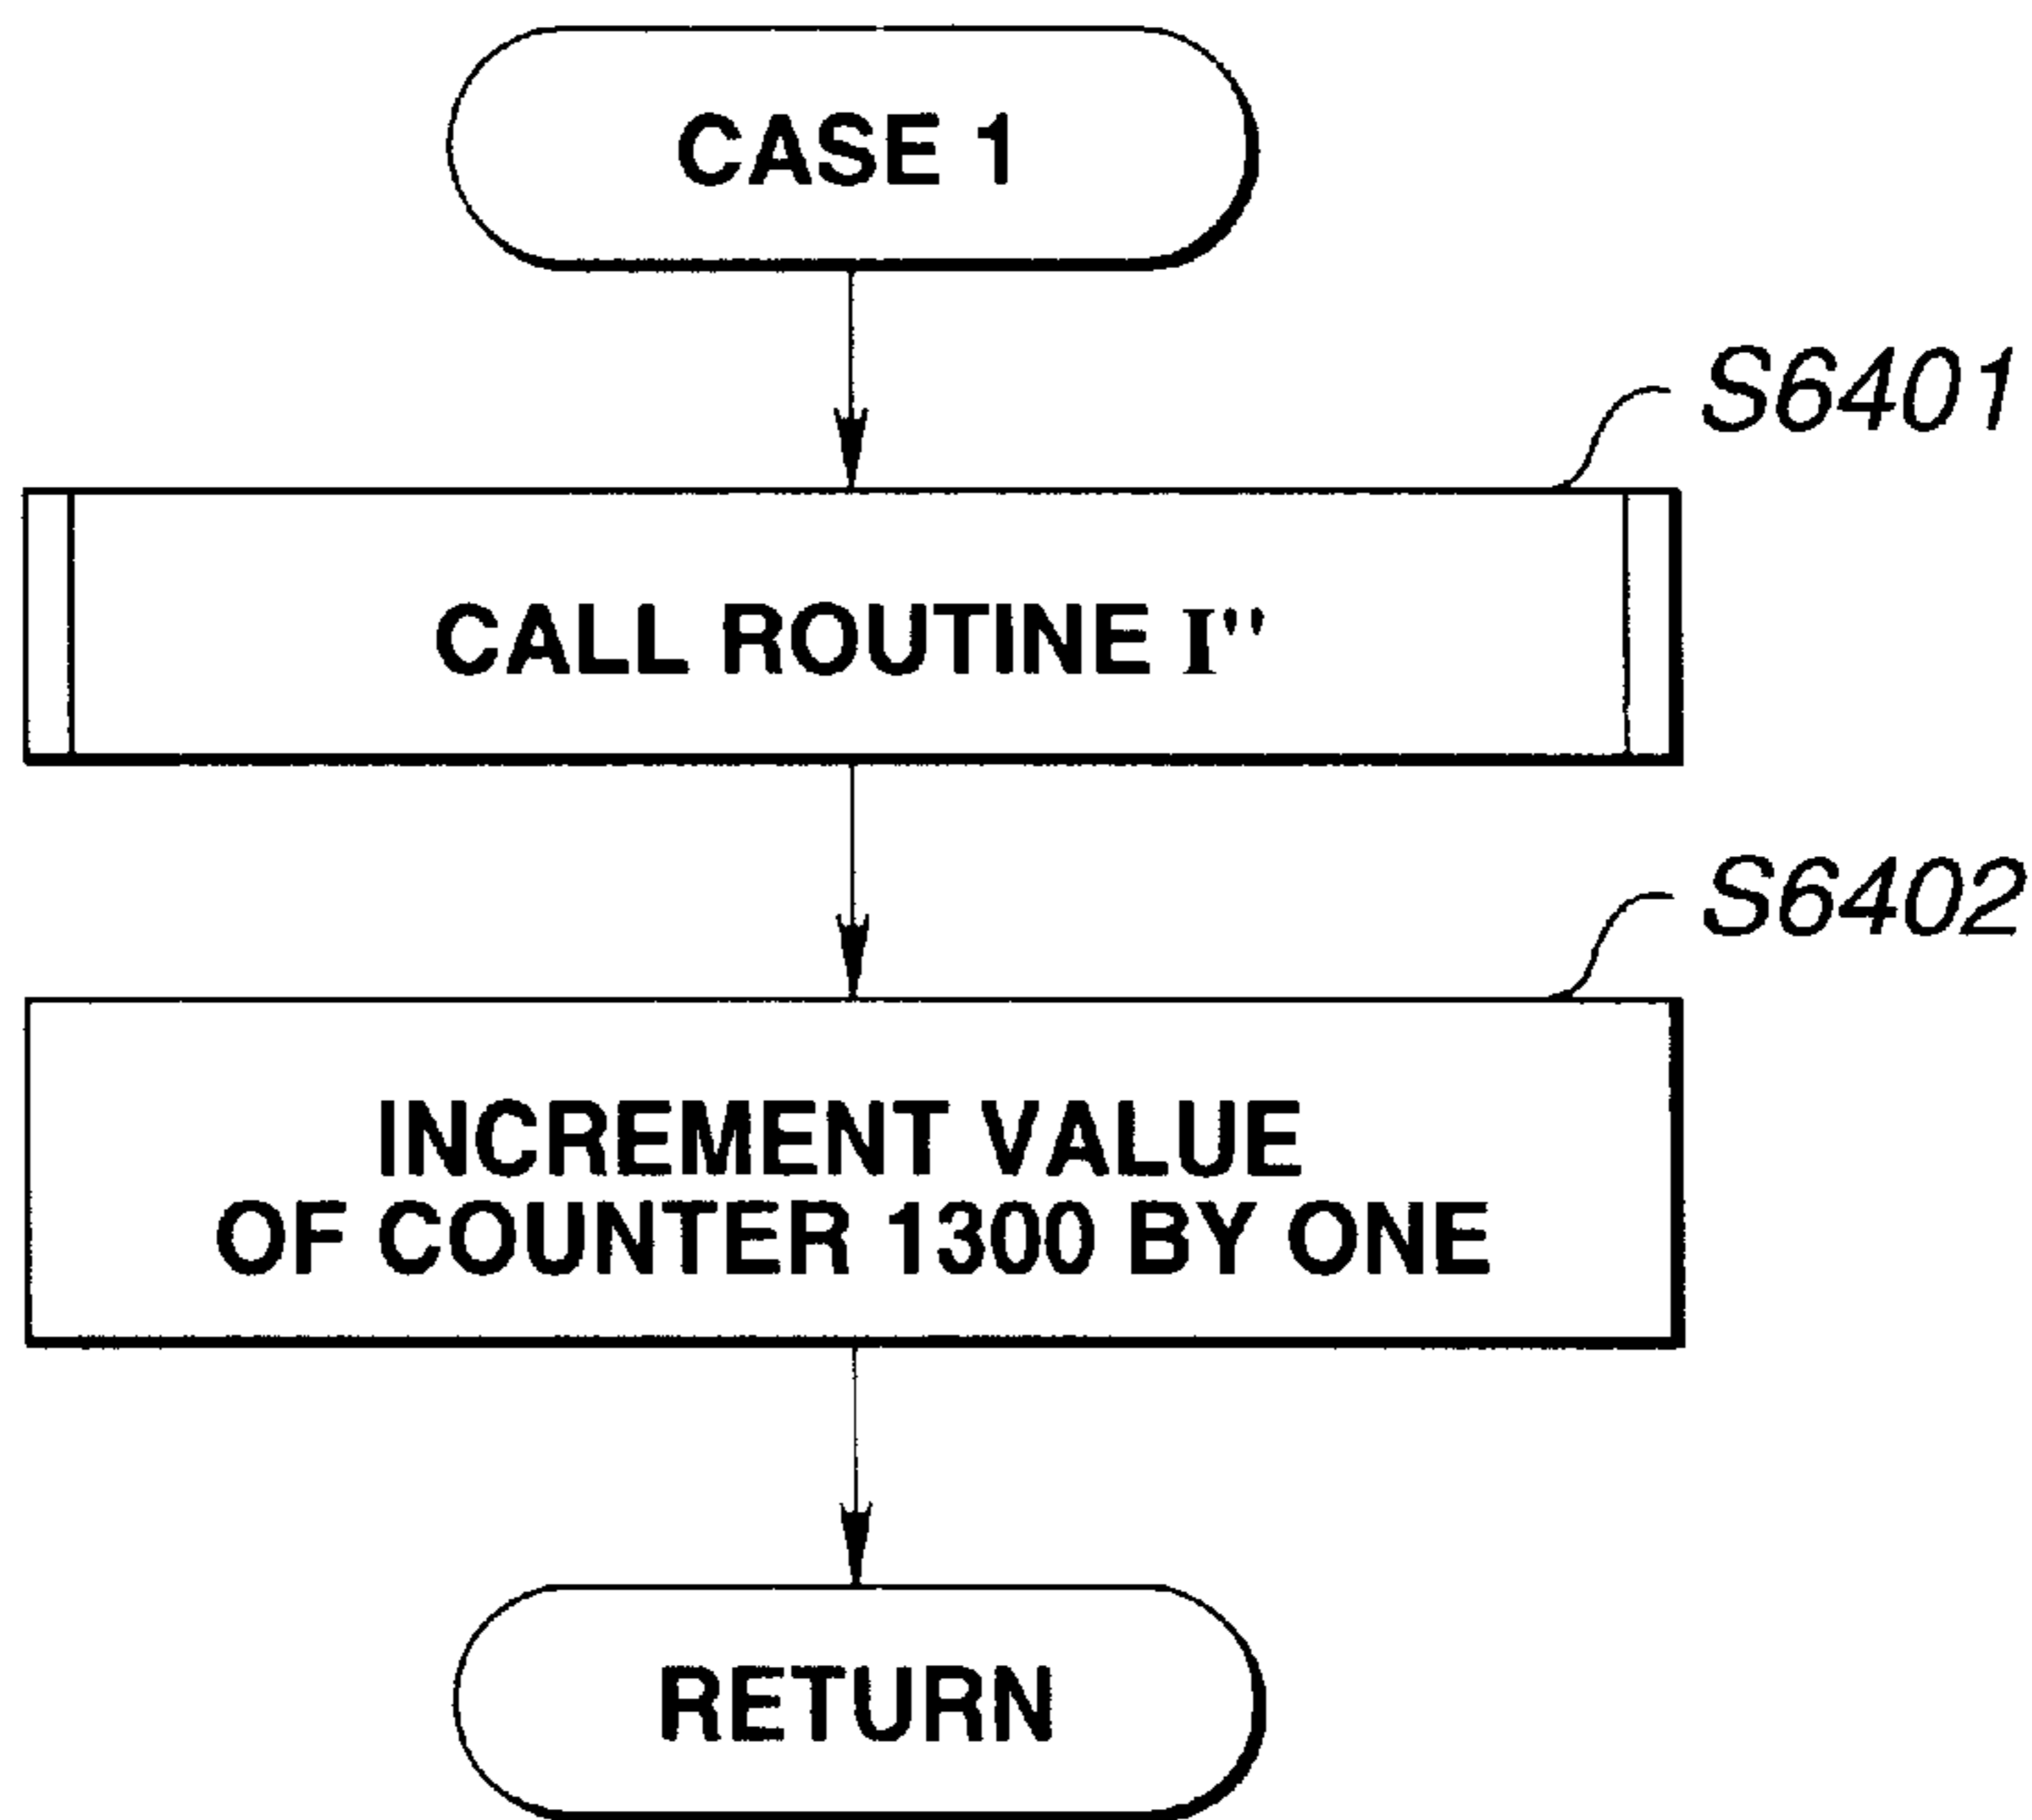 CASE 1
S6401
CALL ROUTINE I''
S6402
INCREMENT VALUE
OF COUNTER 1300 BY ONE
RETURN